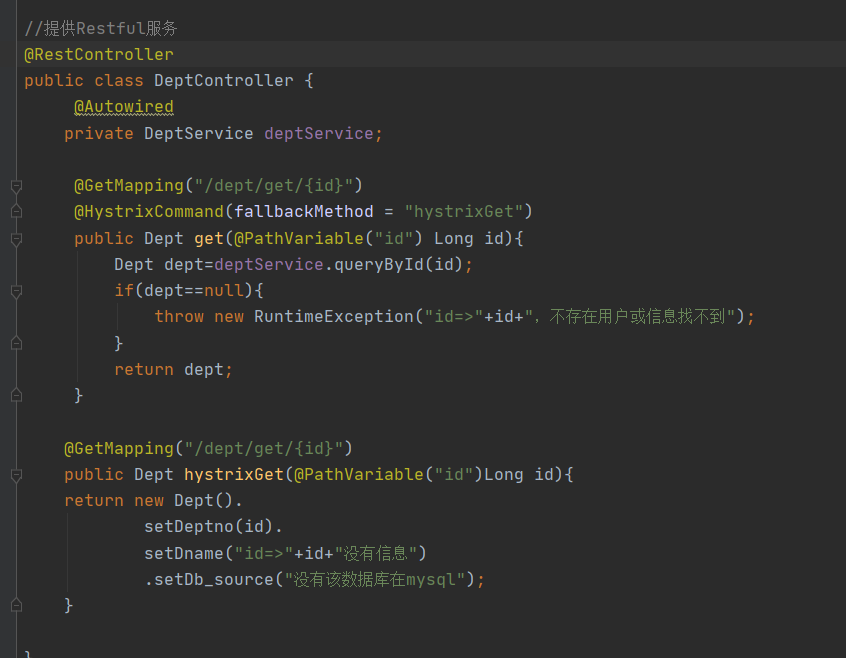 //提供Restful服务
@RestController
public class DeptController {
@Autowired
private DeptService deptService;
@GetMapping("/dept/get/{id}")
@HystrixCommand(fallbackMethod = "hystrixGet")
public Dept get(@PathVariable("id") Long id){
Dept dept=deptService.queryById(id);
if(dept==null){
throw new RuntimeException("id=>"+id+", 不存在用户或信息找不到");
}
return dept;
}
@GetMapping("/dept/get/{id}")
public Dept hystrixGet(@PathVariable("id")Long id){
return new Dept().
setDeptno(id).
setDname("id=>"+id+"没有信息")
.setDb_source("没有该数据库在mysql");
}
}